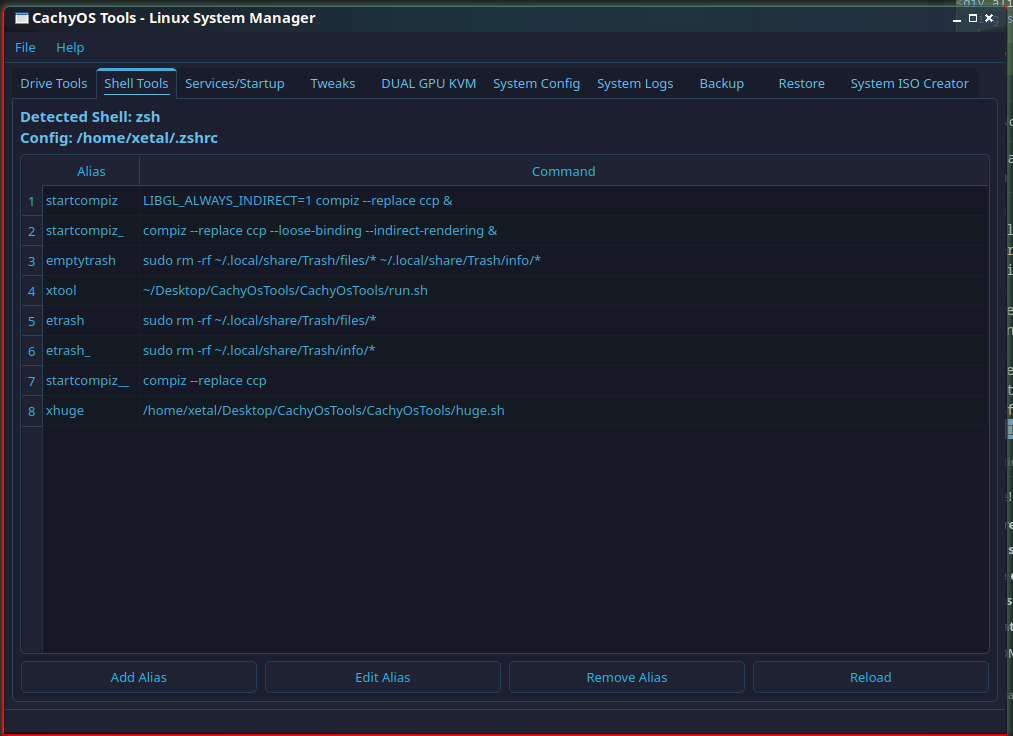 CachyOS Tools - Linux System Manager
File Help
Drive Tools Shell Tools Services/Startup Tweaks DUAL GPU KVM System Config System Logs Backup Restore System ISO Creator
Detected Shell: zsh
Config: /home/xetal/.zshrc
Alias Command
1 startcompiz LIBGL_ALWAYS_INDIRECT=1 compiz --replace ccp &
2 startcompiz_ compiz --replace ccp --loose-binding --indirect-rendering &
3 emptytrash sudo rm -rf ~/.local/share/Trash/files/* ~/.local/share/Trash/info/*
4 xtool ~/Desktop/CachyOsTools/CachyOsTools/run.sh
5 etrash sudo rm -rf ~/.local/share/Trash/files/*
6 etrash_ sudo rm -rf ~/.local/share/Trash/info/*
7 startcompiz__ compiz --replace ccp
8 xhuge /home/xetal/Desktop/CachyOsTools/CachyOsTools/huge.sh
Add Alias Edit Alias Remove Alias Reload